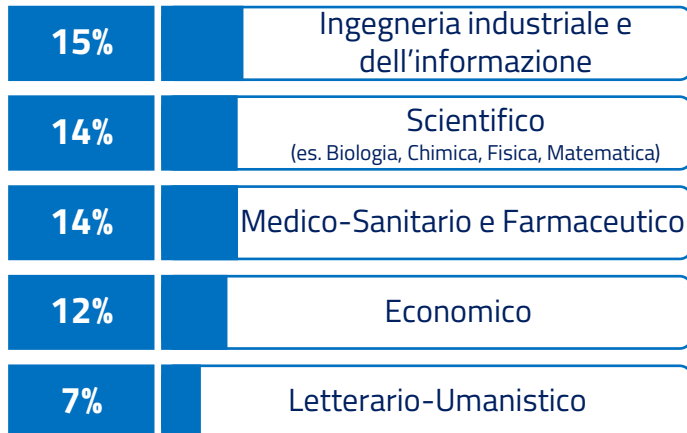 15%
Ingegneria industriale e
dell'informazione
14%
Scientifico
(es. Biologia, Chimica, Fisica, Matematica)
14%
Medico-Sanitario e Farmaceutico
12%
Economico
7%
Letterario-Umanistico